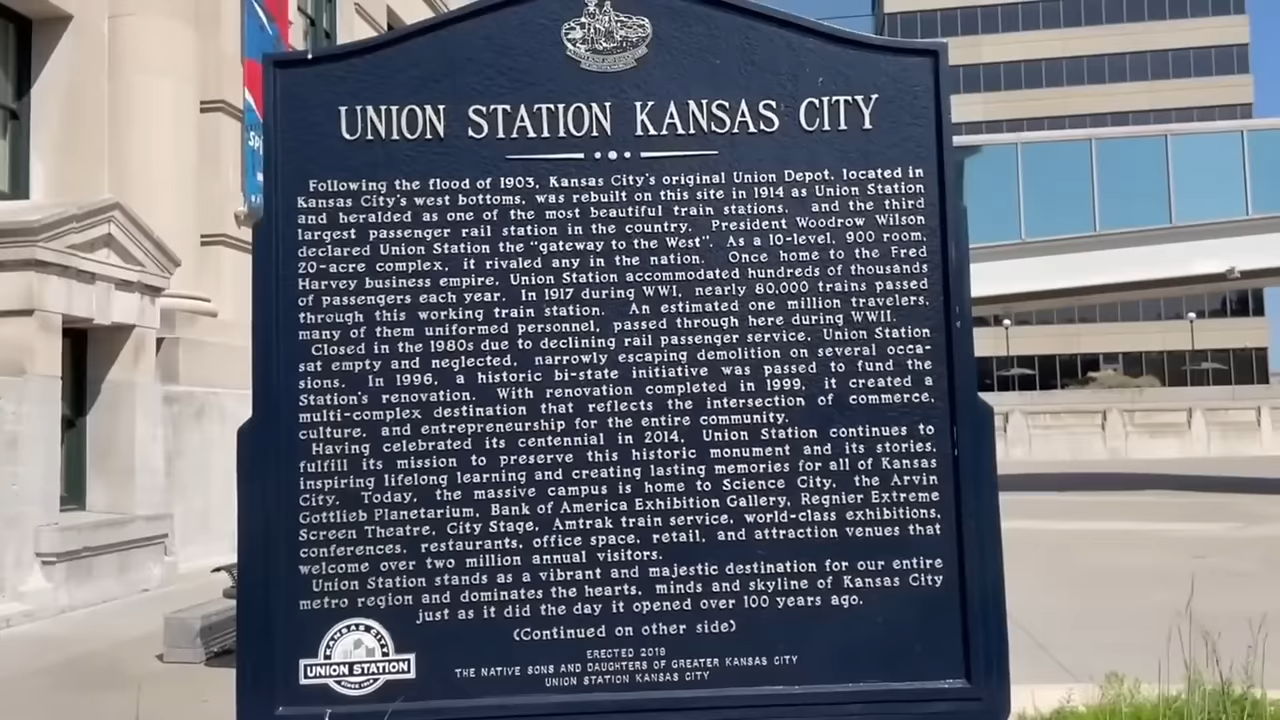 Spi
UNION STATION KANSAS CITY
Following the flood of 1903, Kansas City's original Union Depot, located in
Kansas City's west bottoms, was rebuilt on this site in 1914 as Union Station
and heralded as one of the most beautiful train stations, and the third
largest passenger rail station in the country. President Woodrow Wilson
declared Union Station the "gateway to the West". As a 10-level, 900 room,
20-acre complex, it rivaled any in the nation. Once home to the Fred
Harvey business empire, Union Station accommodated hundreds of thousands
of passengers each year. In 1917 during WWI, nearly 80,000 trains passed
through this working train station. An estimated one million travelers,
many of them uniformed personnel, passed through here during WWII.
Closed in the 1980s due to declining rail passenger service, Union Station
sat empty and neglected, narrowly escaping demolition on several occa-
sions. In 1996, a historic bi-state initiative was passed to fund the
Station's renovation. With renovation completed in 1999, it created a
multi-complex destination that reflects the intersection of commerce,
culture, and entrepreneurship for the entire community.
Having celebrated its centennial in 2014, Union Station continues to
fulfill its mission to preserve this historic monument and its stories,
inspiring lifelong learning and creating lasting memories for all of Kansas
City. Today, the massive campus is home to Science City, the Arvin
Gottlieb Planetarium, Bank of America Exhibition Gallery, Regnier Extreme
Screen Theatre, City Stage, Amtrak train service, world-class exhibitions,
conferences, restaurants, office space, retail, and attraction venues that
welcome over two million annual visitors.
Union Station stands as a vibrant and majestic destination for our entire
metro region and dominates the hearts, minds and skyline of Kansas City
just as it did the day it opened over 100 years ago.
(Continued on other side)
ERECTED 2019
THE NATIVE SONS AND DAUGHTERS OF GREATER KANSAS CITY
UNION STATION KANSAS CITY
KANSAS CITY
UNION STATION
SINCE 1914